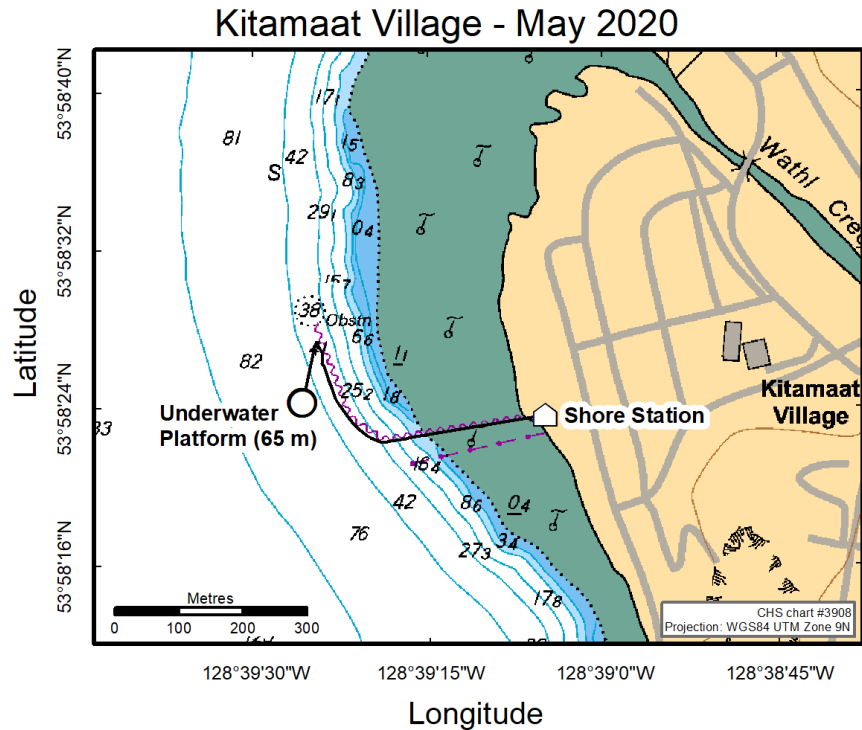 Kitamaat Village - May 2020
53°58'40"N
53°58'32"N
53°58'24"N
53°58'16"N
Latitude
17₁
15
81
42
S
8₃
29₁
0₄
15₇
38
Obstn
6₆
1₁
82
25₂
18
Underwater
Platform (65 m)
Shore Station
Kitamaat
Village
Wathl
Cree
33
16₄
42
8₆
0₄
76
27₃
3₄
17₈
Metres
0 100 200 300
CHS chart #3908
Projection: WGS84 UTM Zone 9N
128°39'30"W 128°39'15"W 128°39'0"W 128°38'45"W
Longitude